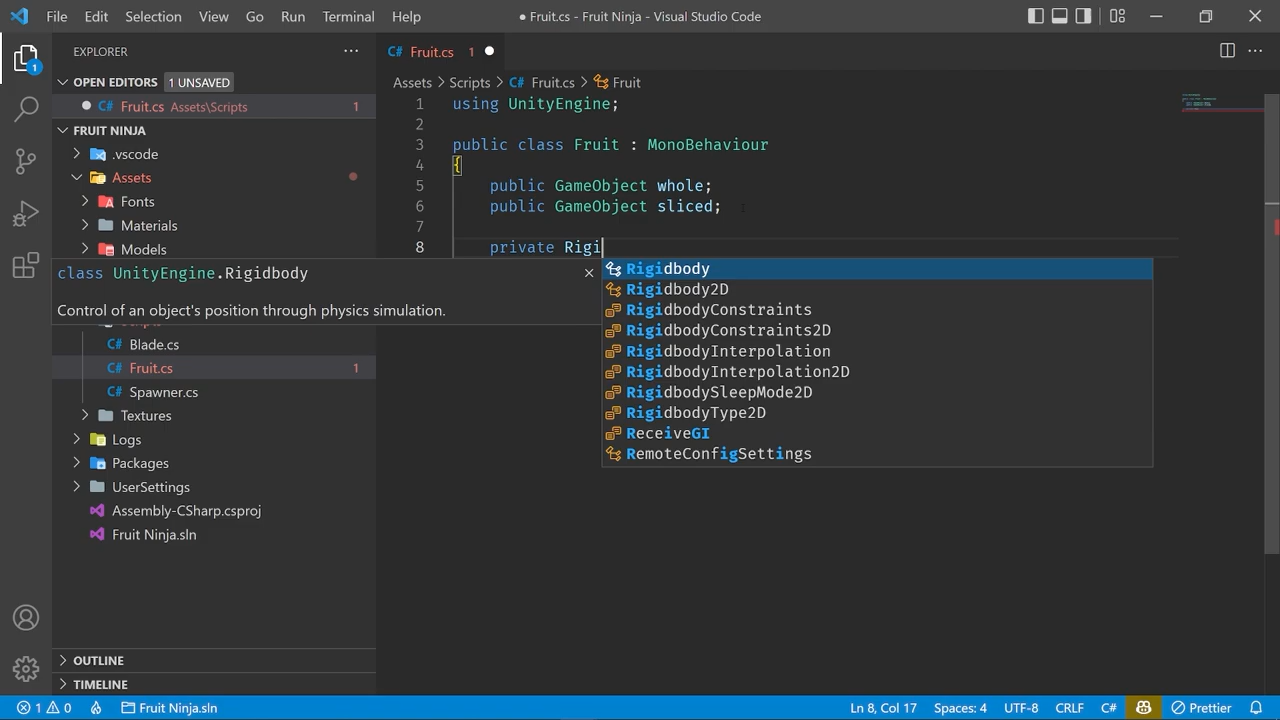 File Edit Selection View Go Run Terminal Help
● Fruit.cs - Fruit Ninja - Visual Studio Code
EXPLORER
OPEN EDITORS 1 UNSAVED
C# Fruit.cs Assets\Scripts 1
FRUIT NINJA
.vscode
Assets
Fonts
Materials
Models
C# Blade.cs
C# Fruit.cs 1
C# Spawner.cs
Textures
Logs
Packages
UserSettings
Assembly-CSharp.csproj
Fruit Ninja.sln
OUTLINE
TIMELINE
C# Fruit.cs 1
Assets > Scripts > C# Fruit.cs > Fruit
1 using UnityEngine;
2
3 public class Fruit : MonoBehaviour
4 {
5 public GameObject whole;
6 public GameObject sliced;
7
8 private Rigi
class UnityEngine.Rigidbody
Control of an object's position through physics simulation.
Rigidbody
Rigidbody2D
RigidbodyConstraints
RigidbodyConstraints2D
RigidbodyInterpolation
RigidbodyInterpolation2D
RigidbodySleepMode2D
RigidbodyType2D
ReceiveGI
RemoteConfigSettings
1 0 Fruit Ninja.sln
Ln 8, Col 17 Spaces: 4 UTF-8 CRLF C# Prettier